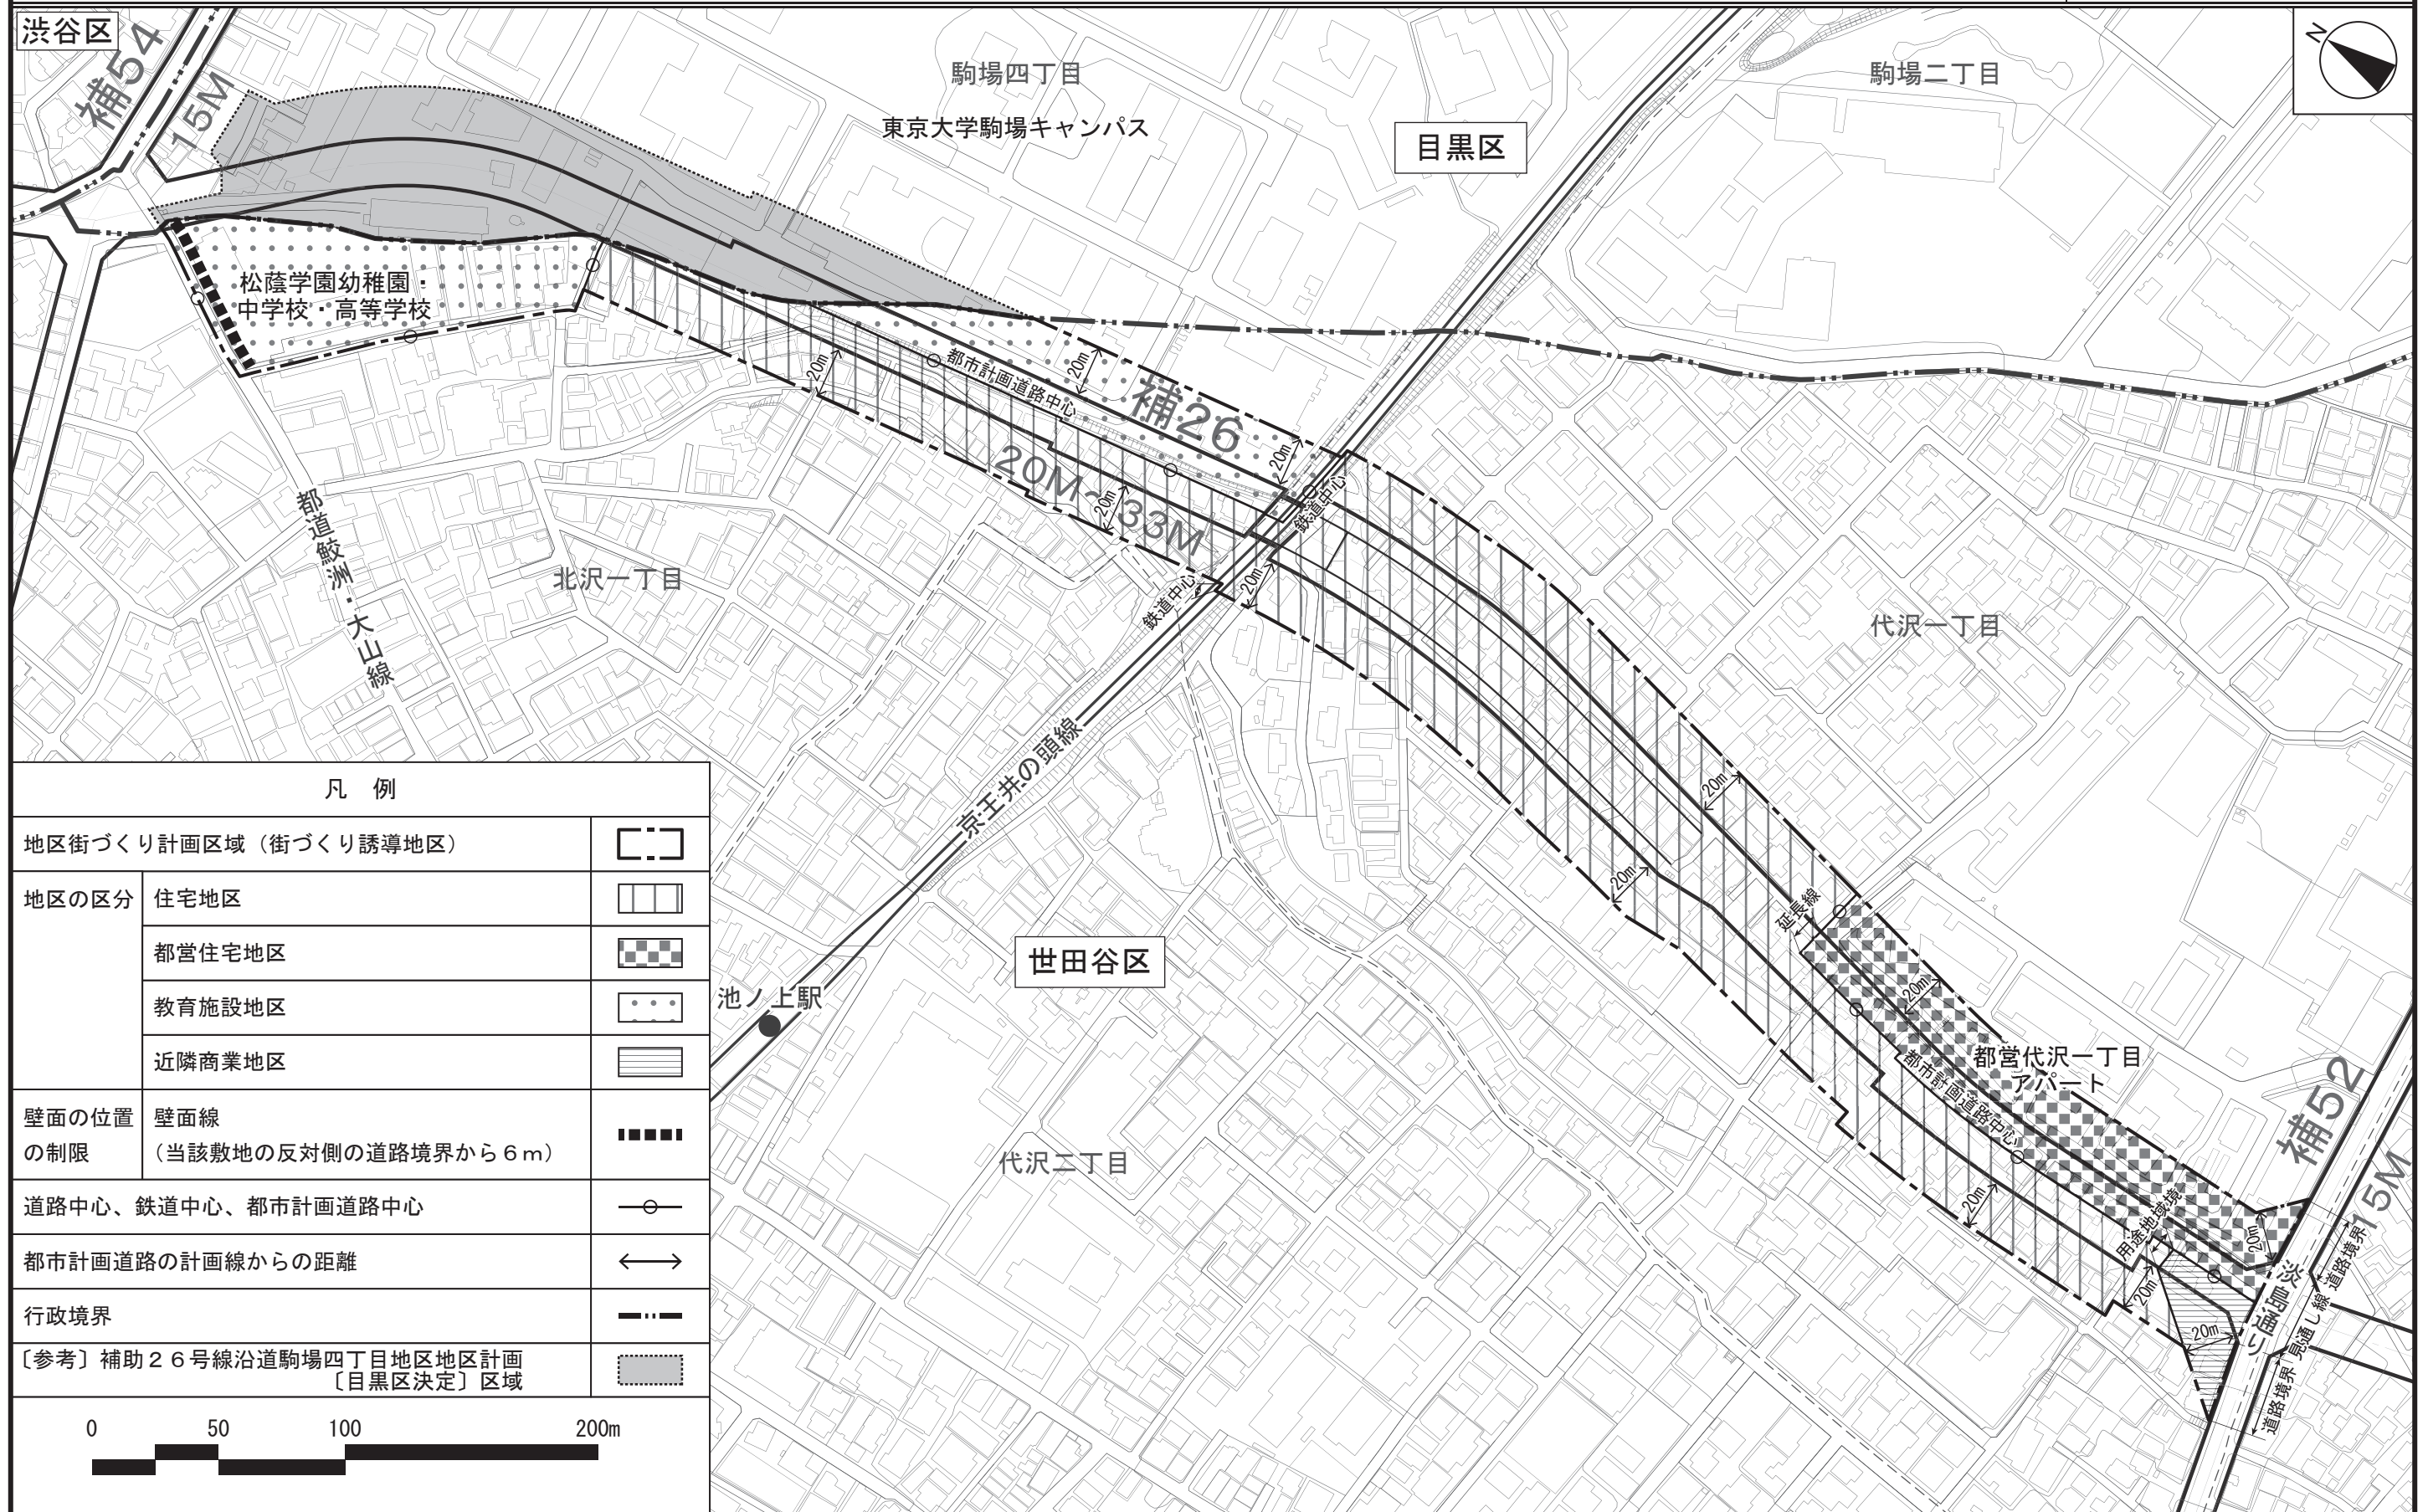 渋谷区
補54
15M
駒場四丁目
東京大学駒場キャンパス
目黒区
駒場二丁目
N
松蔭学園幼稚園・
中学校・高等学校
20m
都市計画道路中心
20m
補26
20M~33M
20m
20m
鉄道中心
鉄道中心
20m
都道鮫洲・大山線
北沢一丁目
代沢一丁目
京王井の頭線
池ノ上駅
世田谷区
代沢二丁目
20m
20m
延長線
20m
都営代沢一丁目
アパート
都市計画道路中心
20m
用途地域境
20m
20m
20m
補52
15M
淡島通り
道路境界
見通し線
道路境界
凡 例
地区街づくり計画区域（街づくり誘導地区）
地区の区分
住宅地区
都営住宅地区
教育施設地区
近隣商業地区
壁面の位置
の制限
壁面線
（当該敷地の反対側の道路境界から６ｍ）
道路中心、鉄道中心、都市計画道路中心
都市計画道路の計画線からの距離
行政境界
〔参考〕補助２６号線沿道駒場四丁目地区地区計画
〔目黒区決定〕区域
0 50 100 200m